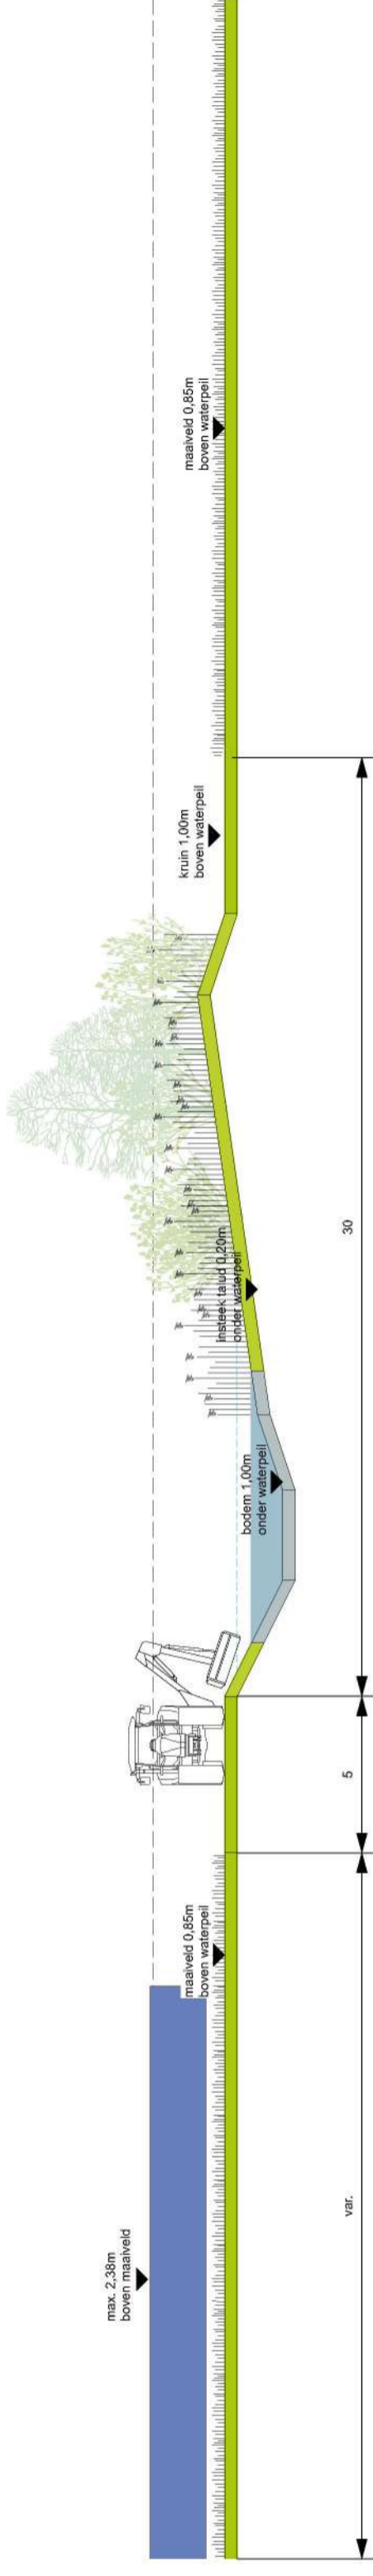 max. 2,38m
boven maaiveld
maaiveld 0,85m
boven waterpeil
bodem 1,00m
onder waterpeil
insteek talud 0,20m
onder waterpeil
kruin 1,00m
boven waterpeil
maaiveld 0,85m
boven waterpeil
var.
5
30